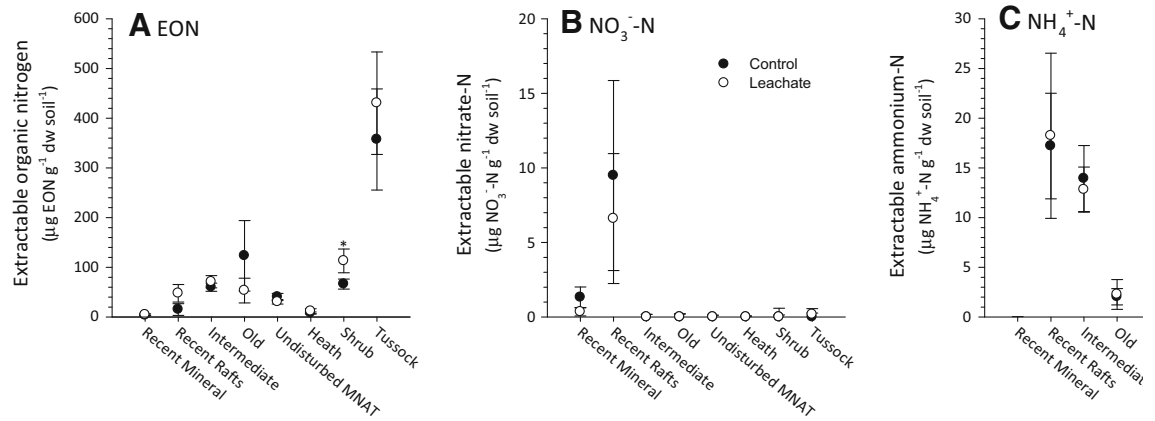 A EON
Extractable organic nitrogen
(µg EON g⁻¹ dw soil⁻¹)
600
500
400
300
200
100
0
*
Recent Mineral
Recent Rafts
Intermediate
Old
Undisturbed MNAT
Heath
Shrub
Tussock
B NO₃⁻-N
Extractable nitrate-N
(µg NO₃⁻-N g⁻¹ dw soil⁻¹)
20
15
10
5
0
Control
Leachate
Recent Mineral
Recent Rafts
Intermediate
Old
Undisturbed MNAT
Heath
Shrub
Tussock
C NH₄⁺-N
Extractable ammonium-N
(µg NH₄⁺-N g⁻¹ dw soil⁻¹)
30
25
20
15
10
5
0
Recent Mineral
Recent Rafts
Intermediat
Old